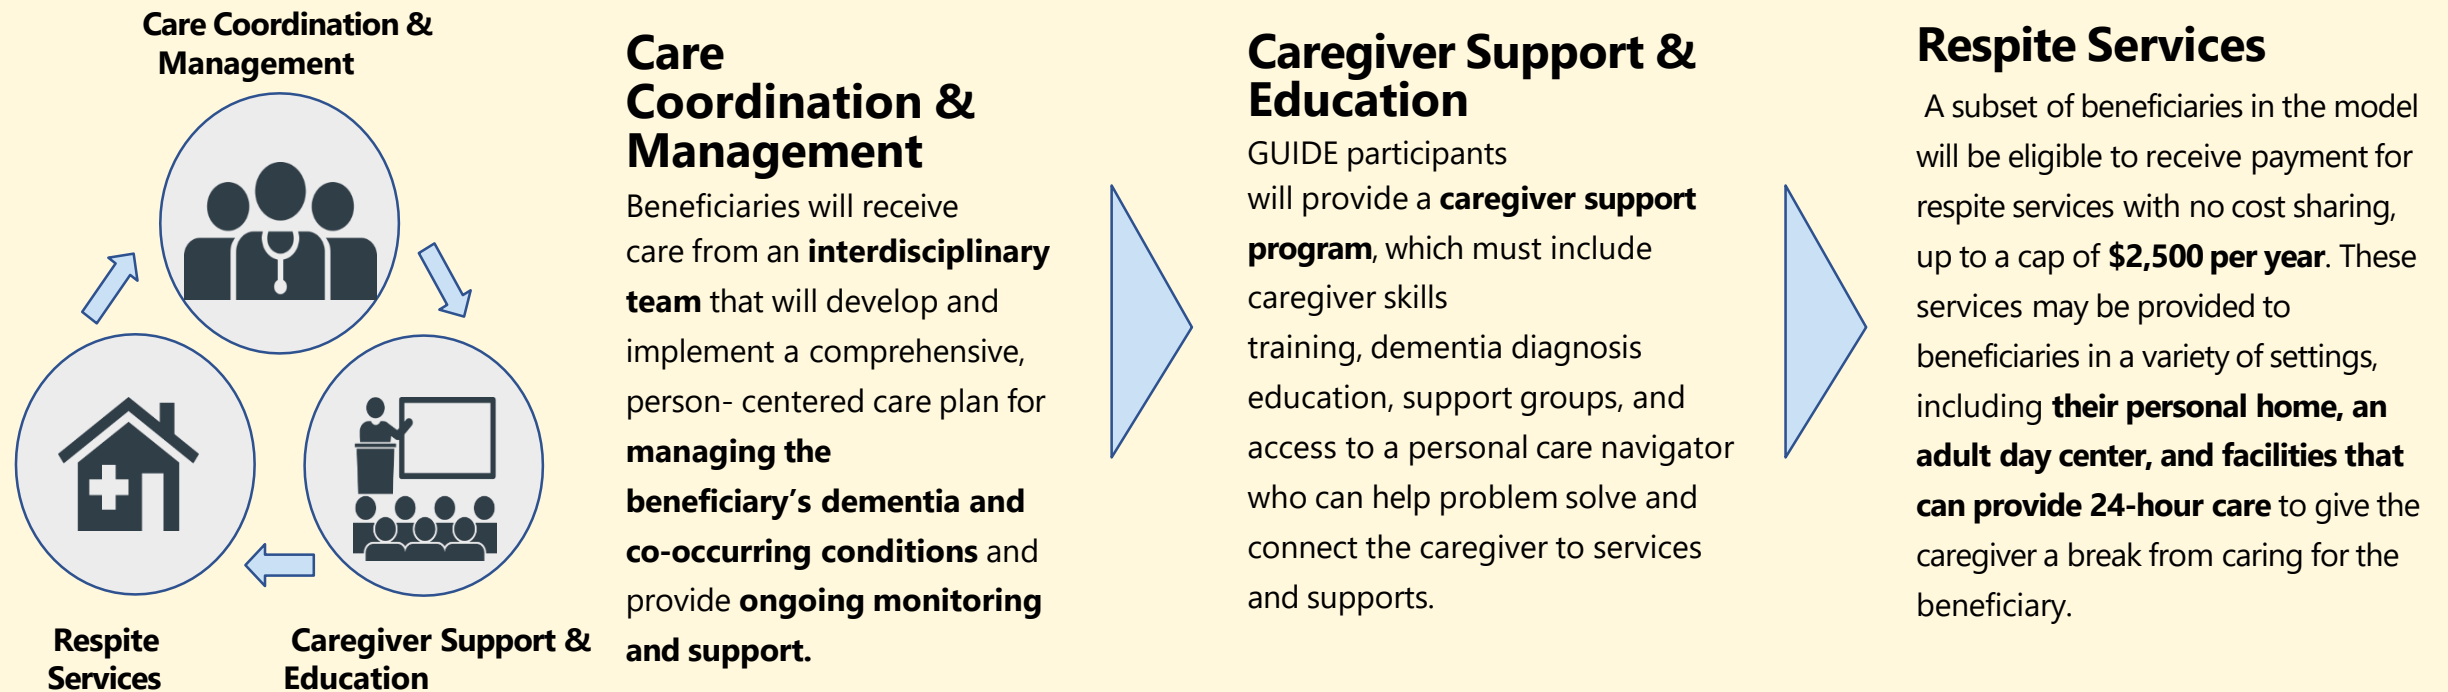 Care Coordination &
Management
Respite
Services
Caregiver Support &
Education
Care
Coordination &
Management
Beneficiaries will receive
care from an interdisciplinary
team that will develop and
implement a comprehensive,
person- centered care plan for
managing the
beneficiary’s dementia and
co-occurring conditions and
provide ongoing monitoring
and support.
Caregiver Support &
Education
GUIDE participants
will provide a caregiver support
program, which must include
caregiver skills
training, dementia diagnosis
education, support groups, and
access to a personal care navigator
who can help problem solve and
connect the caregiver to services
and supports.
Respite Services
A subset of beneficiaries in the model
will be eligible to receive payment for
respite services with no cost sharing,
up to a cap of $2,500 per year. These
services may be provided to
beneficiaries in a variety of settings,
including their personal home, an
adult day center, and facilities that
can provide 24-hour care to give the
caregiver a break from caring for the
beneficiary.